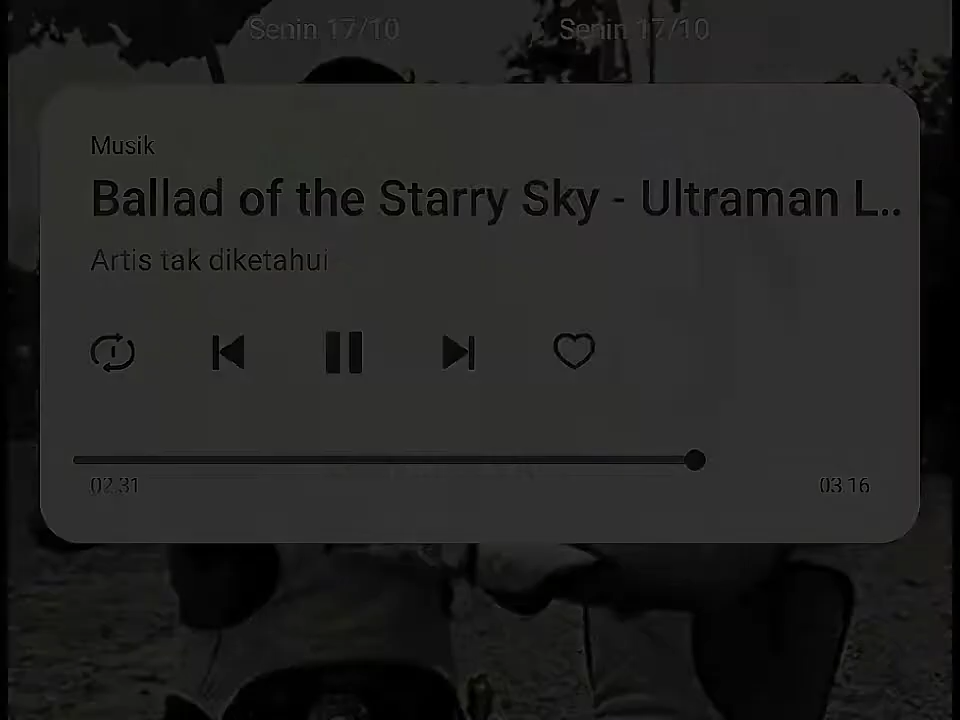 Senin 17/10 Senin 17/10
Musik
Ballad of the Starry Sky - Ultraman L..
Artis tak diketahui
02.31 03.16